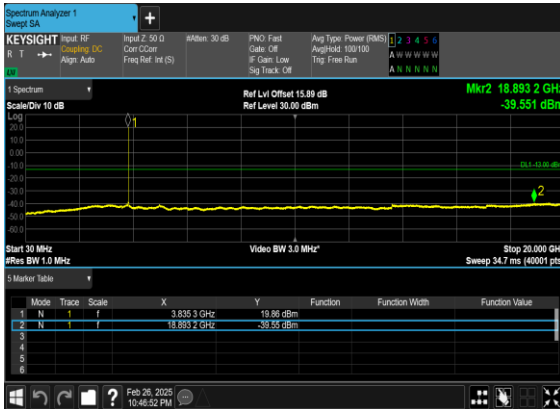 Spectrum Analyzer 1
Swept SA
+
KEYSIGHT
R T
LXI
Input: RF
Coupling: DC
Align: Auto
Input Z: 50 Ω
Corr CCorr
Freq Ref: Int (S)
#Atten: 30 dB
PNO: Fast
Gate: Off
IF Gain: Low
Sig Track: Off
Avg Type: Power (RMS)
Avg|Hold: 100/100
Trig: Free Run
1 2 3 4 5 6
A W W W W W
A N N N N N
1 Spectrum
Scale/Div 10 dB
Ref Lvl Offset 15.89 dB
Ref Level 30.00 dBm
Mkr2 18.893 2 GHz
-39.551 dBm
Log
20.0
10.0
0.00
-10.0
-20.0
-30.0
-40.0
-50.0
-60.0
1
DL1 -13.00 dBm
2
Start 30 MHz
#Res BW 1.0 MHz
Video BW 3.0 MHz*
Stop 20.000 GH
Sweep 34.7 ms (40001 pts
5 Marker Table
Mode Trace Scale X Y Function Function Width Function Value
1 N 1 f 3.835 3 GHz 19.86 dBm
2 N 1 f 18.893 2 GHz -39.55 dBm
3
4
5
6
?
Feb 26, 2025
10:46:52 PM